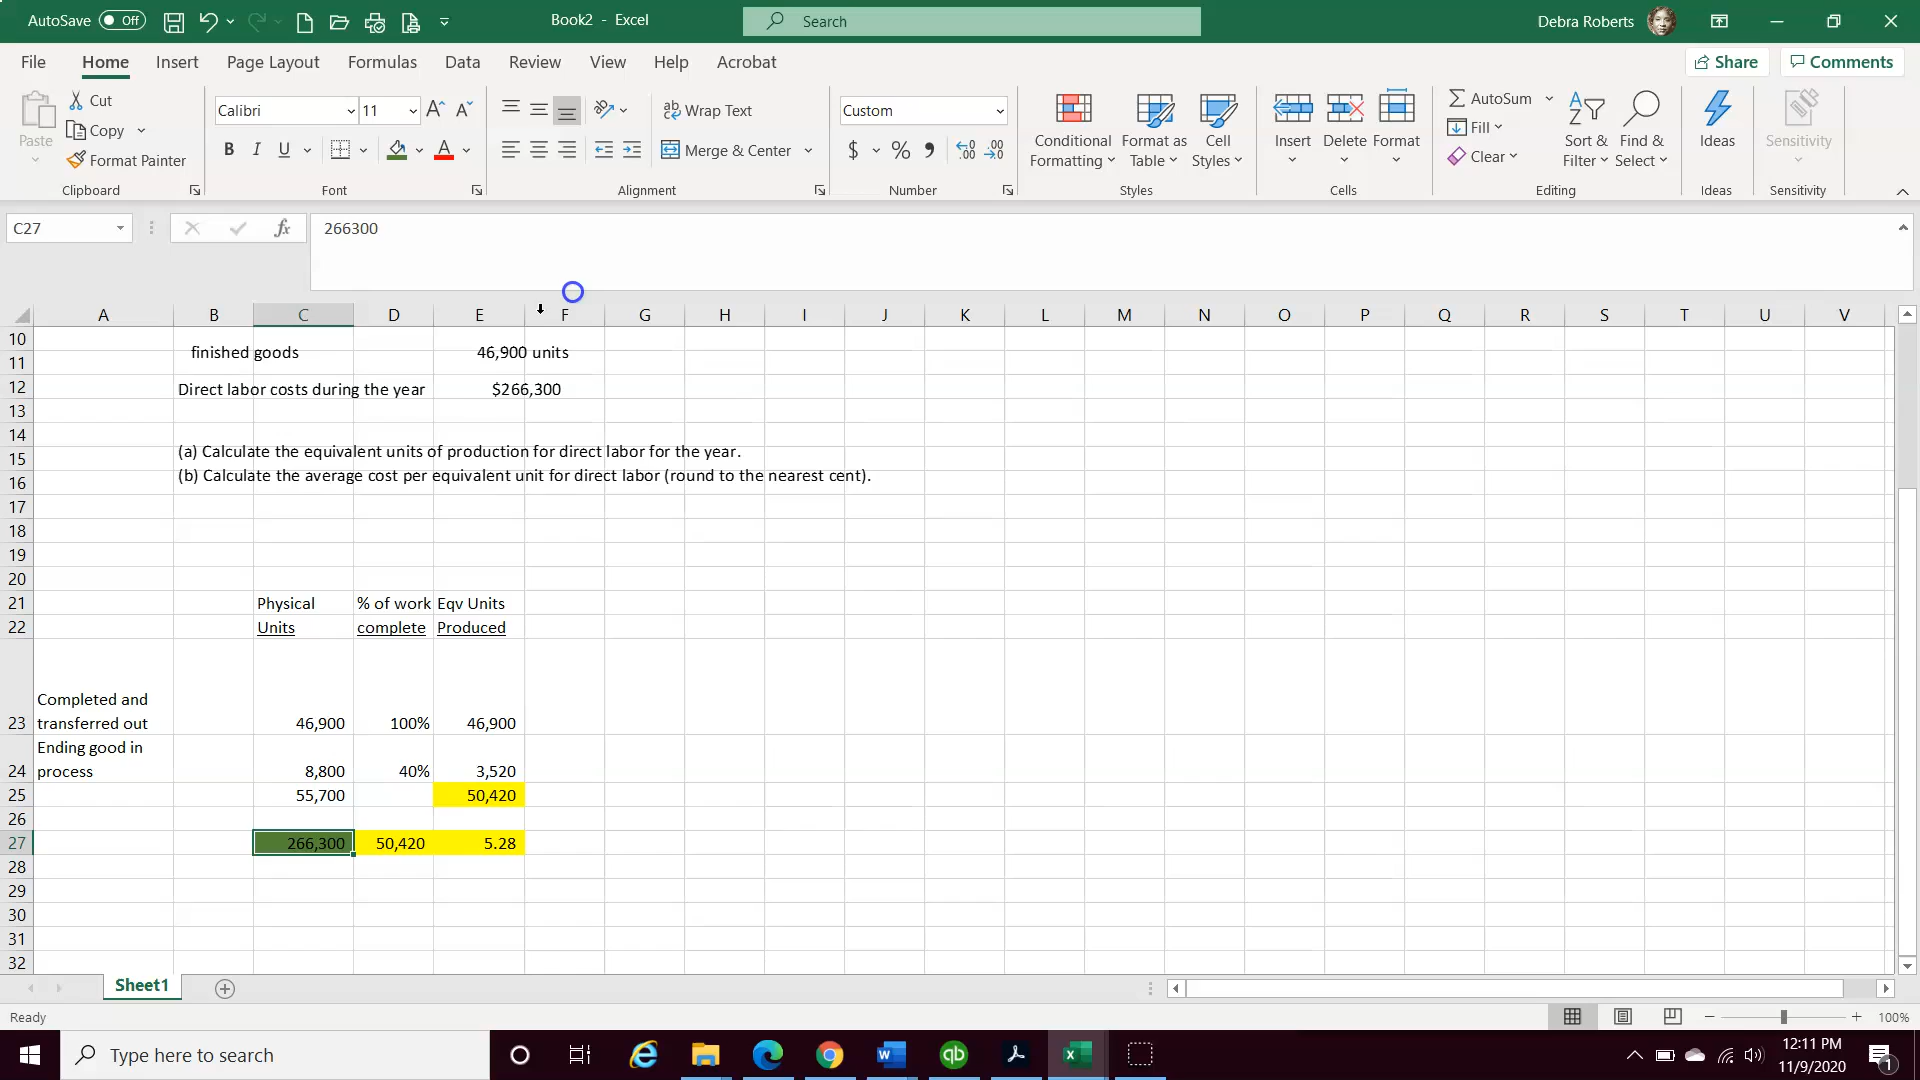 AutoSave Off Book2 - Excel Search Debra Roberts
File Home Insert Page Layout Formulas Data Review View Help Acrobat Share Comments
Paste Cut Copy Format Painter Clipboard
Calibri 11 B I U A Font
ab Wrap Text Merge & Center Alignment
Custom $ % Number
Conditional Formatting Format as Table Cell Styles Styles
Insert Delete Format Cells
AutoSum Fill Clear Sort & Filter Find & Select Editing
Ideas Ideas
Sensitivity Sensitivity
C27 fx 266300
A B C D E F G H I J K L M N O P Q R S T U V
10
finished goods 46,900 units
11
12 Direct labor costs during the year $266,300
13
14
15 (a) Calculate the equivalent units of production for direct labor for the year.
16 (b) Calculate the average cost per equivalent unit for direct labor (round to the nearest cent).
17
18
19
20
21 Physical % of work Eqv Units
22 Units complete Produced
Completed and
23 transferred out 46,900 100% 46,900
Ending good in
24 process 8,800 40% 3,520
25 55,700 50,420
26
27 266,300 50,420 5.28
28
29
30
31
32
Sheet1
Ready 100%
Type here to search 12:11 PM
11/9/2020 1